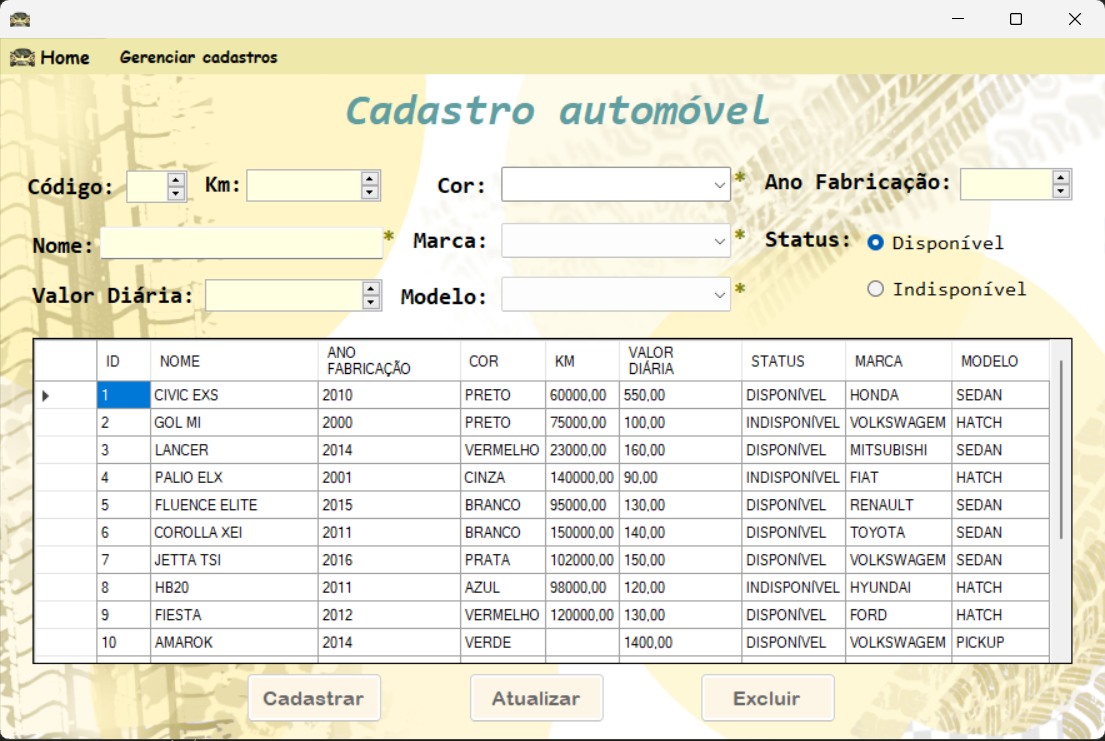 Home Gerenciar cadastros
Cadastro automóvel
Código: Km: Cor: * Ano Fabricação:
Nome: * Marca: * Status: Disponível
Valor Diária: Modelo: * Indisponível
ID NOME ANO FABRICAÇÃO COR KM VALOR DIÁRIA STATUS MARCA MODELO
1 CIVIC EXS 2010 PRETO 60000,00 550,00 DISPONÍVEL HONDA SEDAN
2 GOL MI 2000 PRETO 75000,00 100,00 INDISPONÍVEL VOLKSWAGEM HATCH
3 LANCER 2014 VERMELHO 23000,00 160,00 DISPONÍVEL MITSUBISHI SEDAN
4 PALIO ELX 2001 CINZA 140000,00 90,00 INDISPONÍVEL FIAT HATCH
5 FLUENCE ELITE 2015 BRANCO 95000,00 130,00 DISPONÍVEL RENAULT SEDAN
6 COROLLA XEI 2011 BRANCO 150000,00 140,00 DISPONÍVEL TOYOTA SEDAN
7 JETTA TSI 2016 PRATA 102000,00 150,00 DISPONÍVEL VOLKSWAGEM SEDAN
8 HB20 2011 AZUL 98000,00 120,00 INDISPONÍVEL HYUNDAI HATCH
9 FIESTA 2012 VERMELHO 120000,00 130,00 DISPONÍVEL FORD HATCH
10 AMAROK 2014 VERDE 1400,00 DISPONÍVEL VOLKSWAGEM PICKUP
Cadastrar Atualizar Excluir